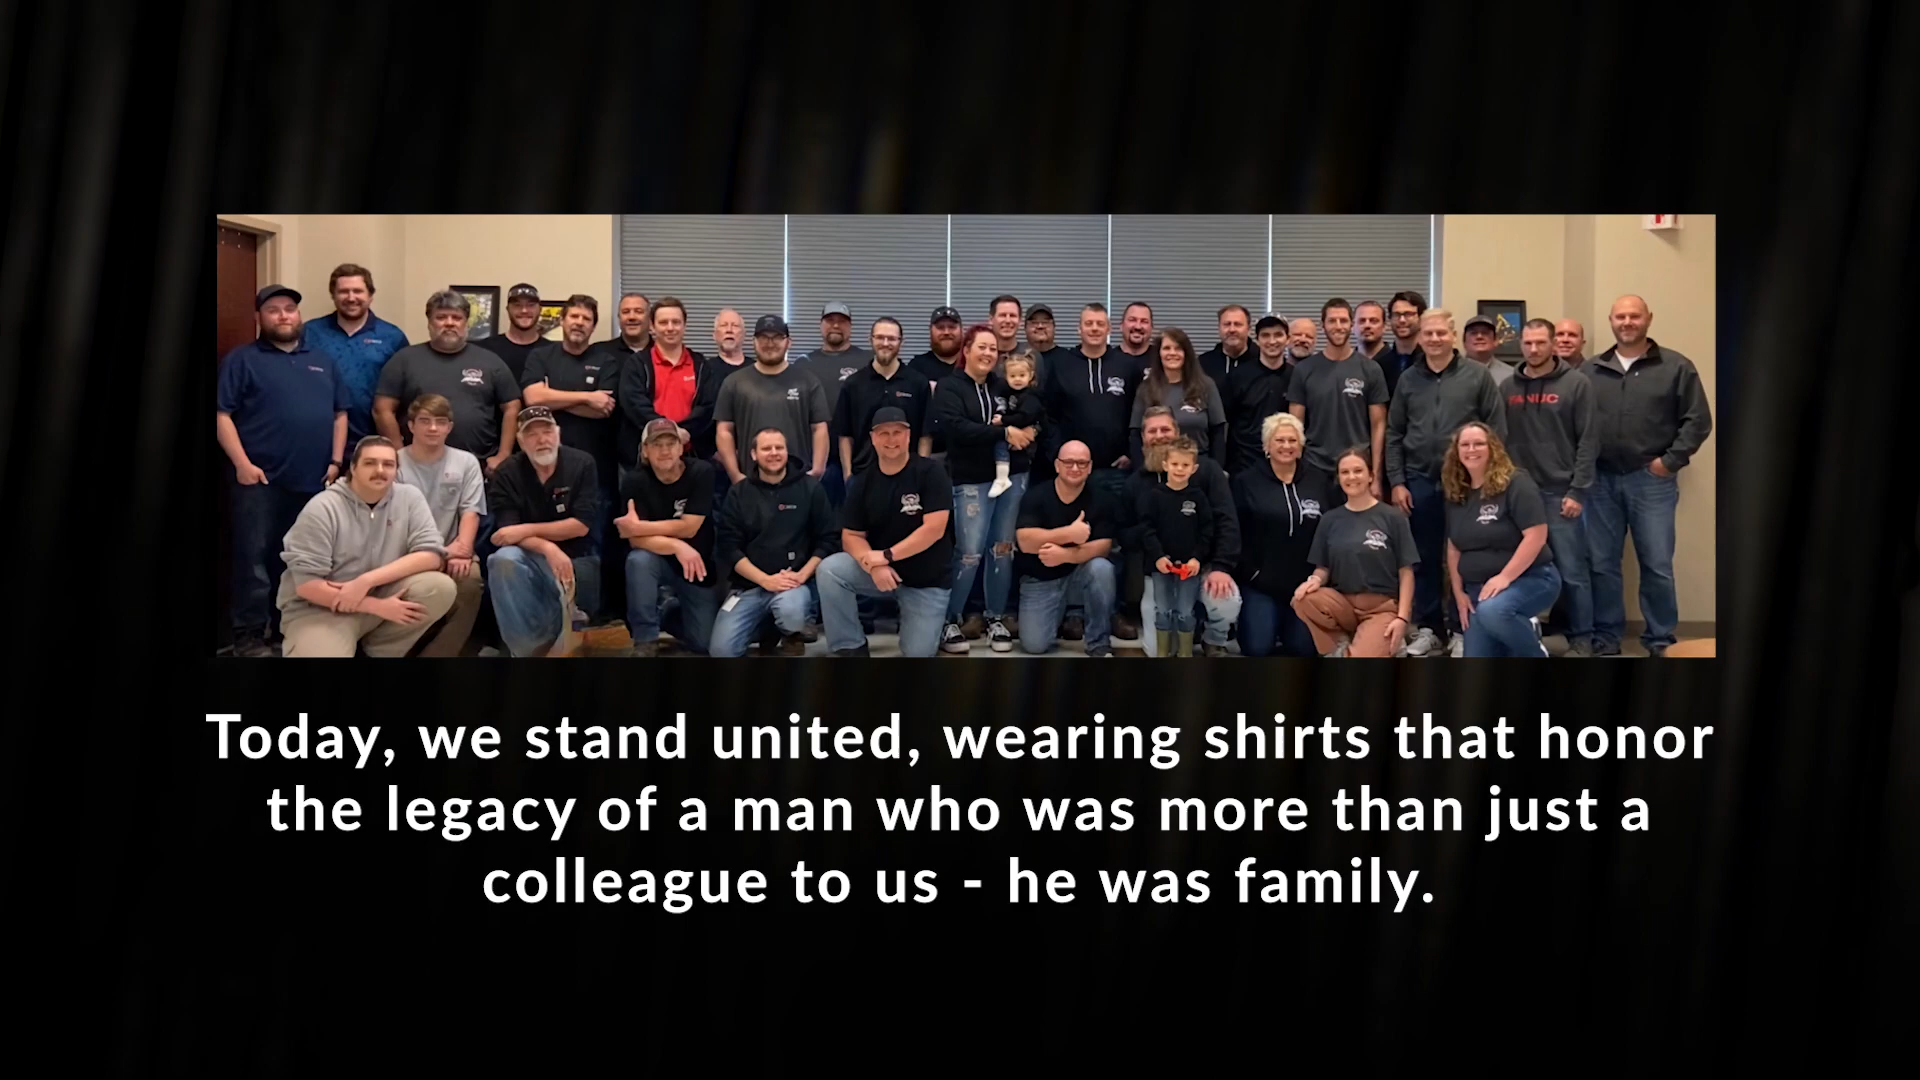 FANUC
Today, we stand united, wearing shirts that honor
the legacy of a man who was more than just a
colleague to us - he was family.